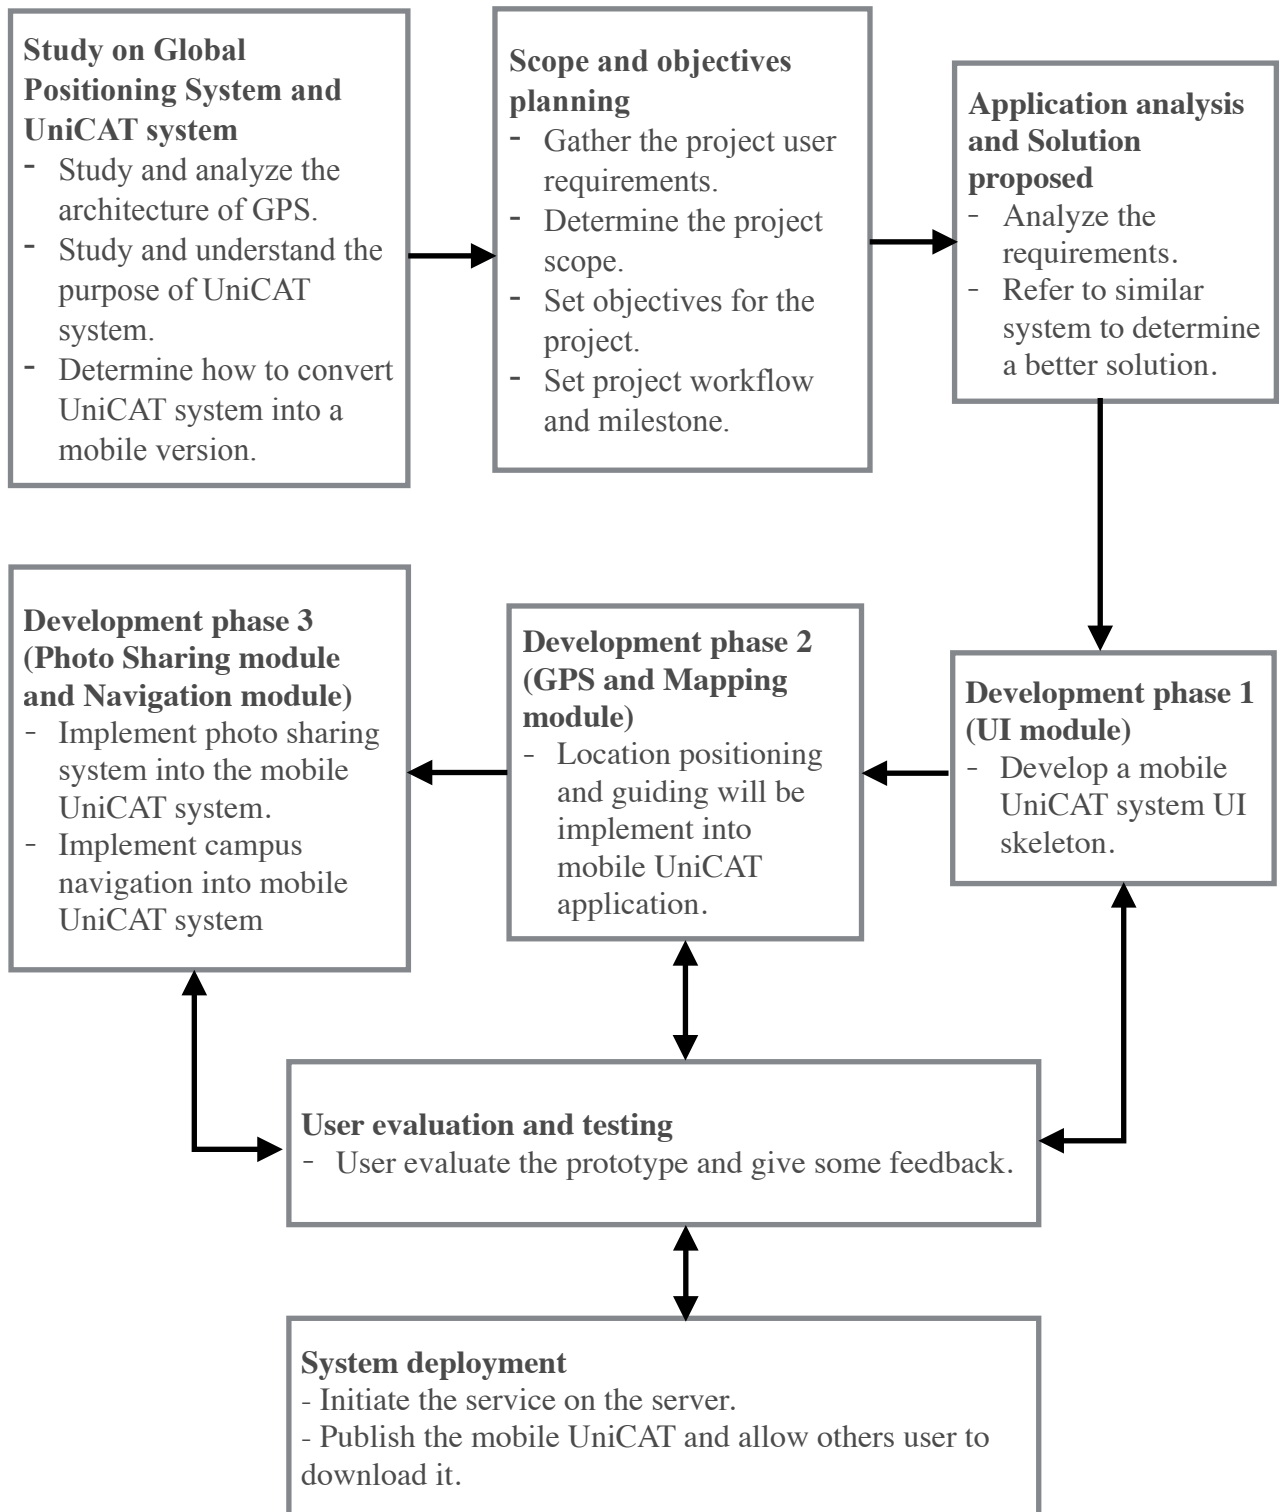 Study on Global
Positioning System and
UniCAT system
- Study and analyze the
architecture of GPS.
- Study and understand the
purpose of UniCAT
system.
- Determine how to convert
UniCAT system into a
mobile version.
Scope and objectives
planning
- Gather the project user
requirements.
- Determine the project
scope.
- Set objectives for the
project.
- Set project workflow
and milestone.
Application analysis
and Solution
proposed
- Analyze the
requirements.
- Refer to similar
system to determine
a better solution.
Development phase 1
(UI module)
- Develop a mobile
UniCAT system UI
skeleton.
Development phase 2
(GPS and Mapping
module)
- Location positioning
and guiding will be
implement into
mobile UniCAT
application.
Development phase 3
(Photo Sharing module
and Navigation module)
- Implement photo sharing
system into the mobile
UniCAT system.
- Implement campus
navigation into mobile
UniCAT system
User evaluation and testing
- User evaluate the prototype and give some feedback.
System deployment
- Initiate the service on the server.
- Publish the mobile UniCAT and allow others user to
download it.